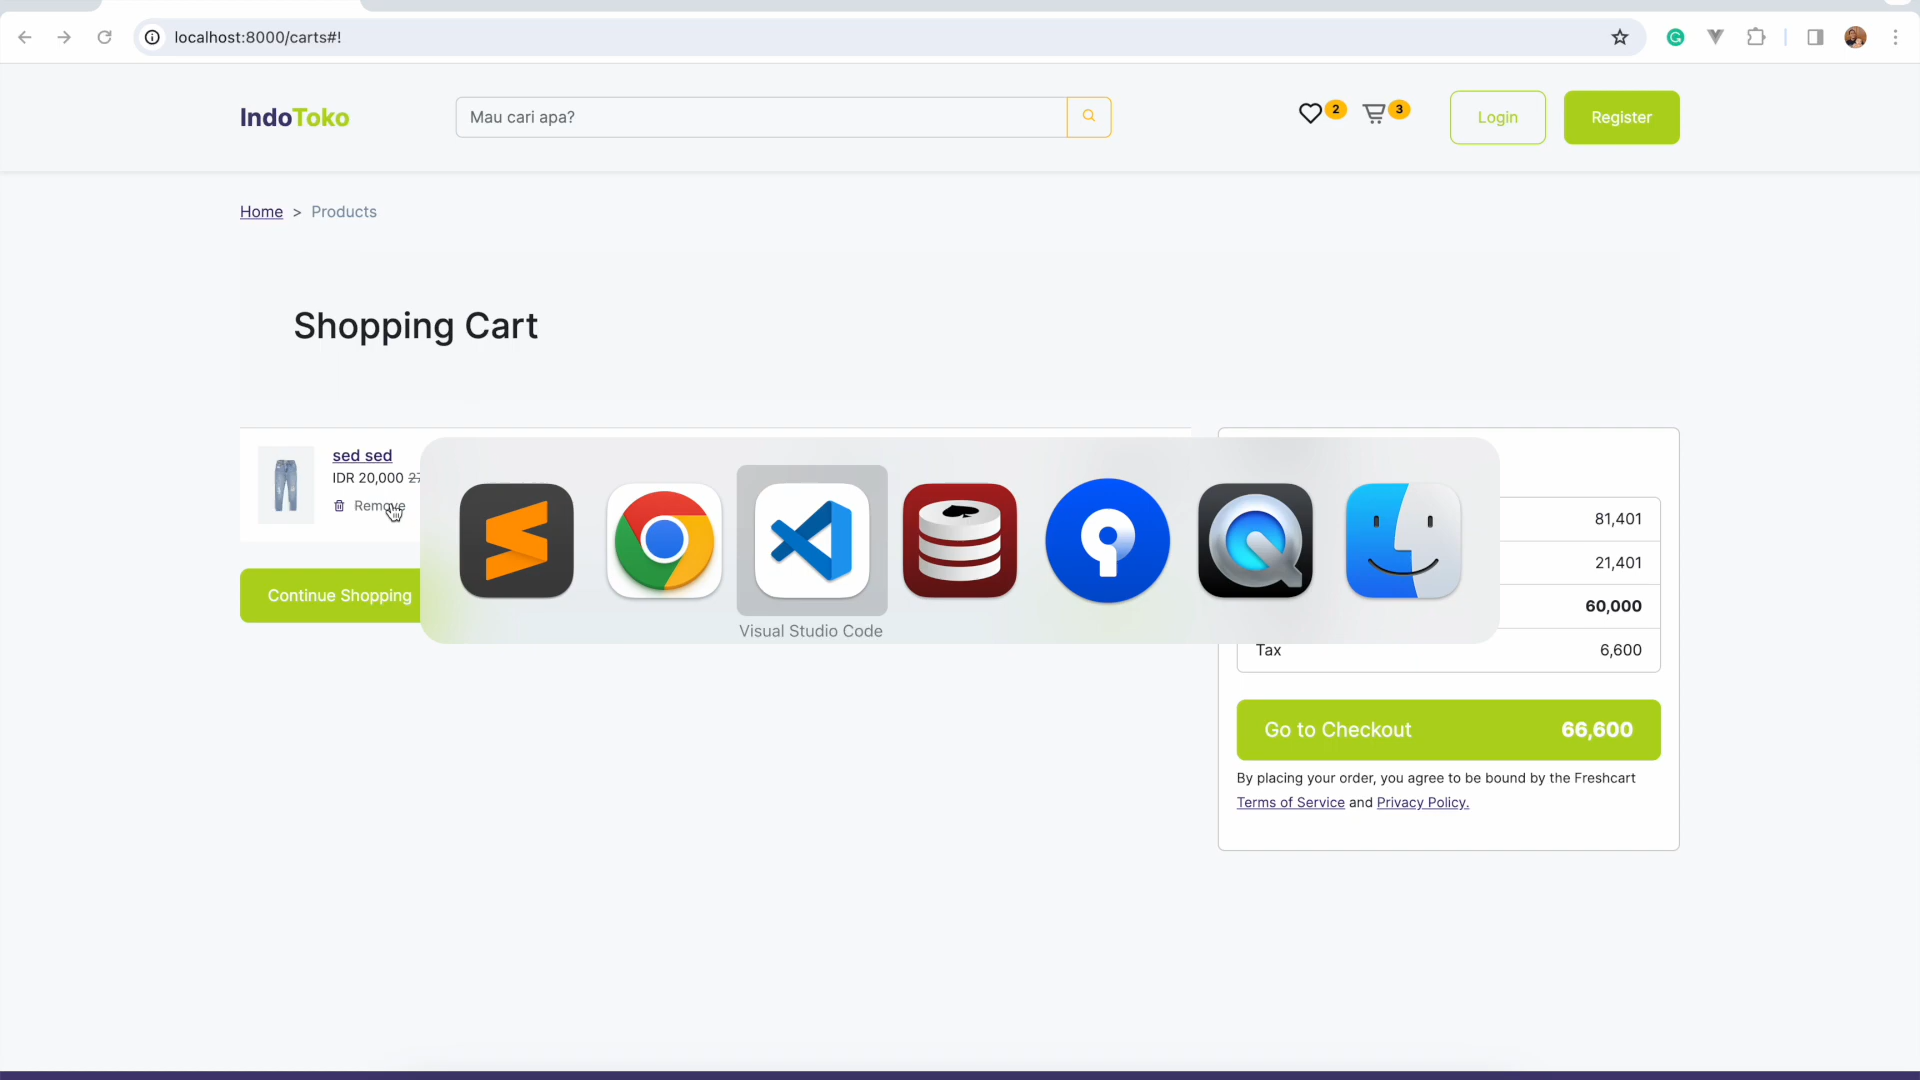 localhost:8000/carts#!
IndoToko
Mau cari apa?
2
3
Login
Register
Home > Products
Shopping Cart
sed sed
IDR 20,000
Remove
Continue Shopping
Visual Studio Code
81,401
21,401
60,000
Tax 6,600
Go to Checkout 66,600
By placing your order, you agree to be bound by the Freshcart
Terms of Service and Privacy Policy.